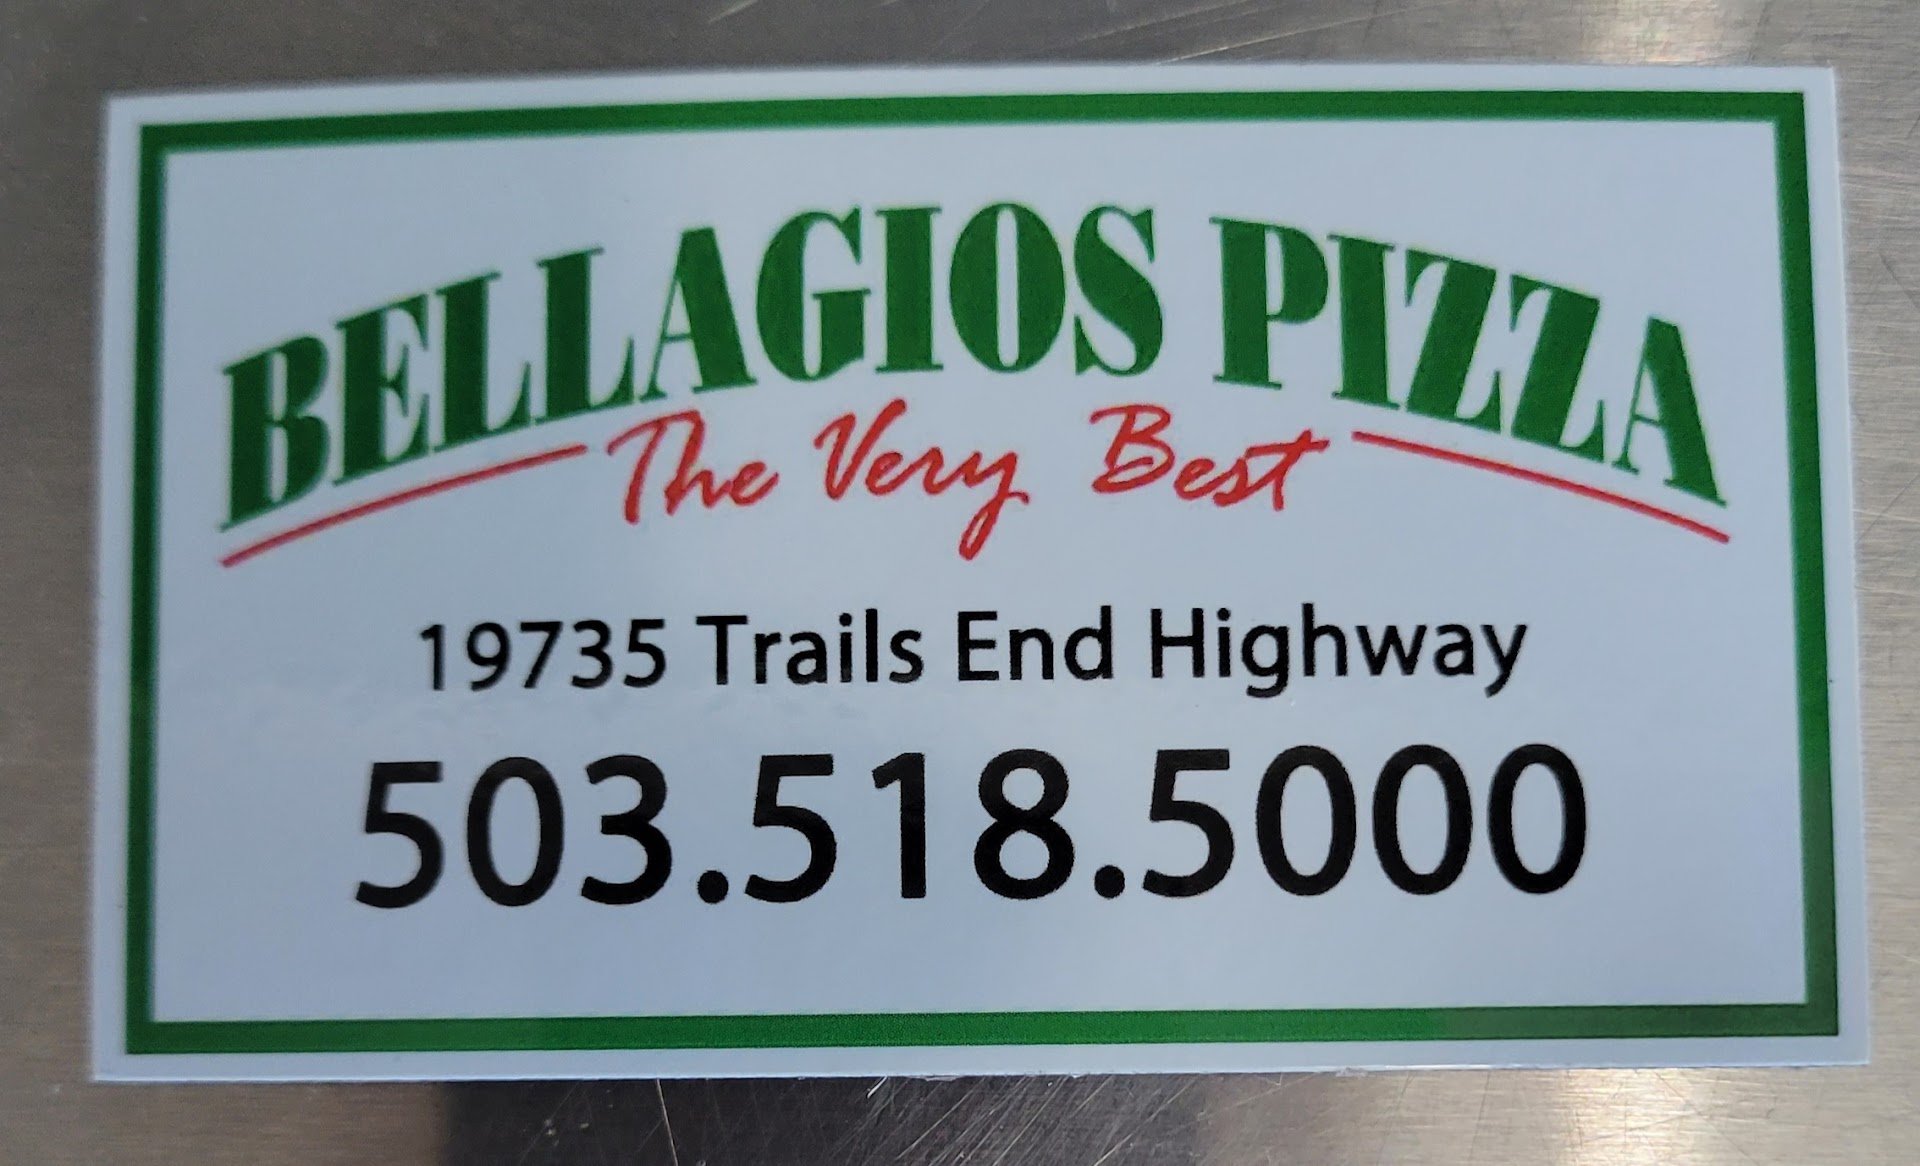 BELLAGIOS PIZZA
The Very Best
19735 Trails End Highway
503.518.5000